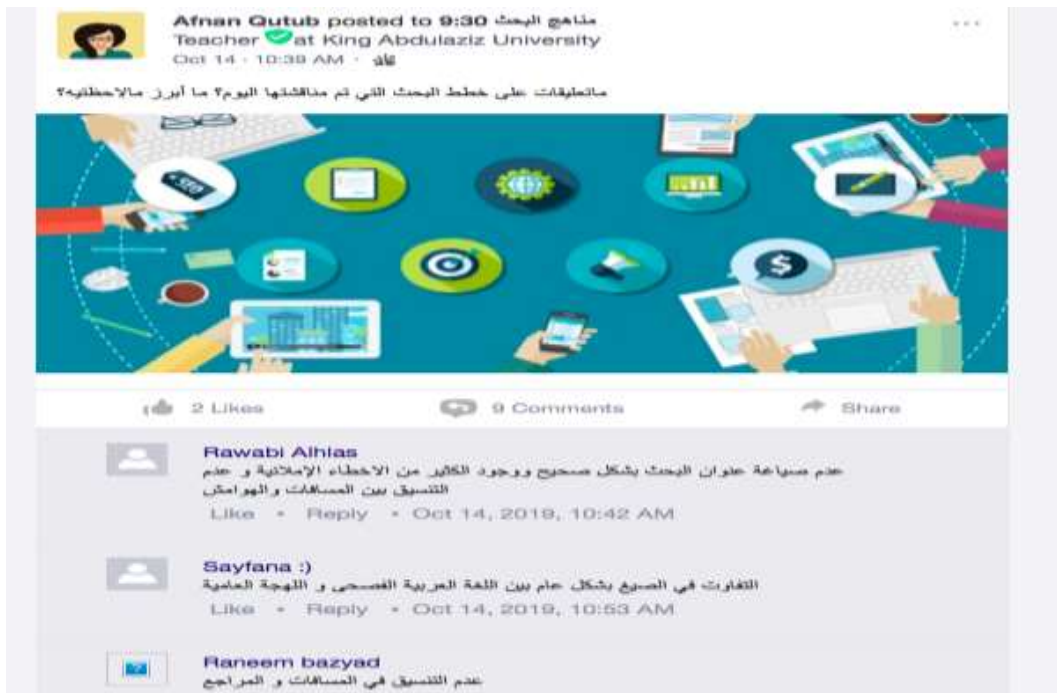 Afnan Qutub posted to 9:30 مناهج البحث
Teacher at King Abdulaziz University
Oct 14 · 10:39 AM ·
ماتعليقات على خطط البحث التي تم مناقشتها اليوم؟ ما أبرز مالاحظتيه؟
SEO
$
2 Likes
9 Comments
Share
Rawabi Alhias
عدم صياغة عنوان البحث بشكل صحيح ووجود الكثير من الاخطاء الإملائية و عدم
التنسيق بين المسافات والهوامش
Like • Reply • Oct 14, 2019, 10:42 AM
Sayfana :)
التفاوت في الصيغ بشكل عام بين اللغة العربية الفصحى و اللهجة العامية
Like • Reply • Oct 14, 2019, 10:53 AM
Raneem bazyad
عدم التنسيق في المسافات و المراجع